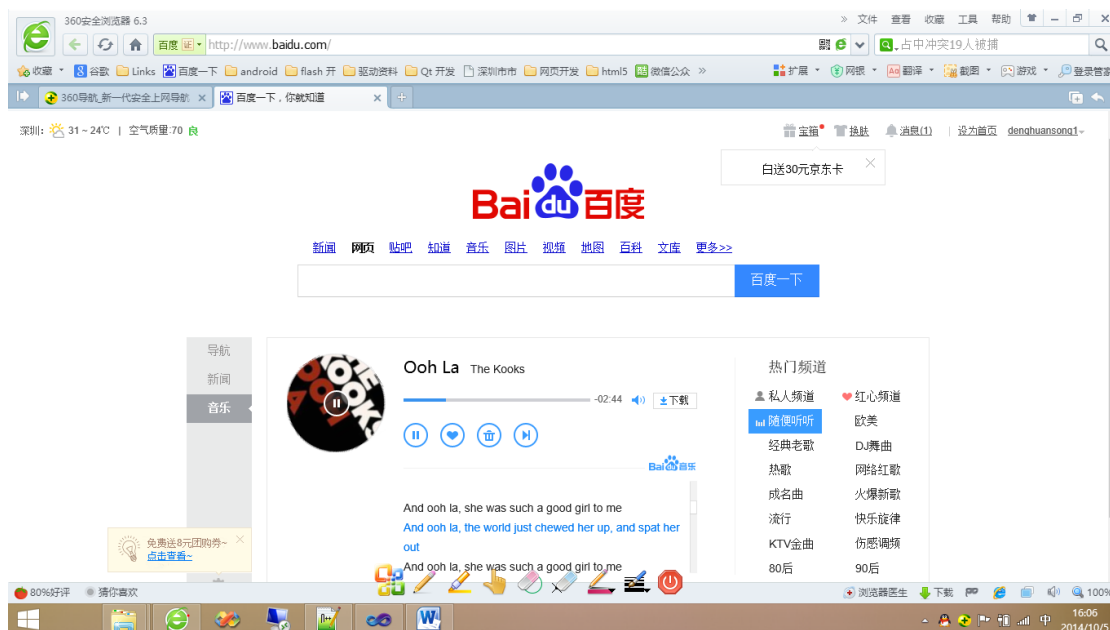 360安全浏览器 6.3
» 文件 查看 收藏 工具 帮助
百度 证 http://www.baidu.com/
占中冲突19人被捕
收藏 谷歌 Links 百度一下 android flash 开 驱动资料 Qt 开发 深圳市市 网页开发 html5 微信公众 »
扩展 网银 翻译 截图 游戏 登录管家
360导航_新一代安全上网导航 百度一下，你就知道
深圳: 31 ~ 24℃ | 空气质量:70 良
宝箱 换肤 消息(1) | 设为首页 denghuansong1
白送30元京东卡
Bai du 百度
新闻 网页 贴吧 知道 音乐 图片 视频 地图 百科 文库 更多>>
百度一下
导航
新闻
音乐
Ooh La The Kooks
-02:44 下载
Bai du 音乐
And ooh la, she was such a good girl to me
And ooh la, the world just chewed her up, and spat her
out
And ooh la, she was such a good girl to me
热门频道
私人频道 红心频道
随便听听 欧美
经典老歌 DJ舞曲
热歌 网络红歌
成名曲 火爆新歌
流行 快乐旋律
KTV金曲 伤感调频
80后 90后
免费送8元团购券~
点击查看~
80%好评 猜你喜欢
浏览器医生 下载 100%
中
16:06
2014/10/5